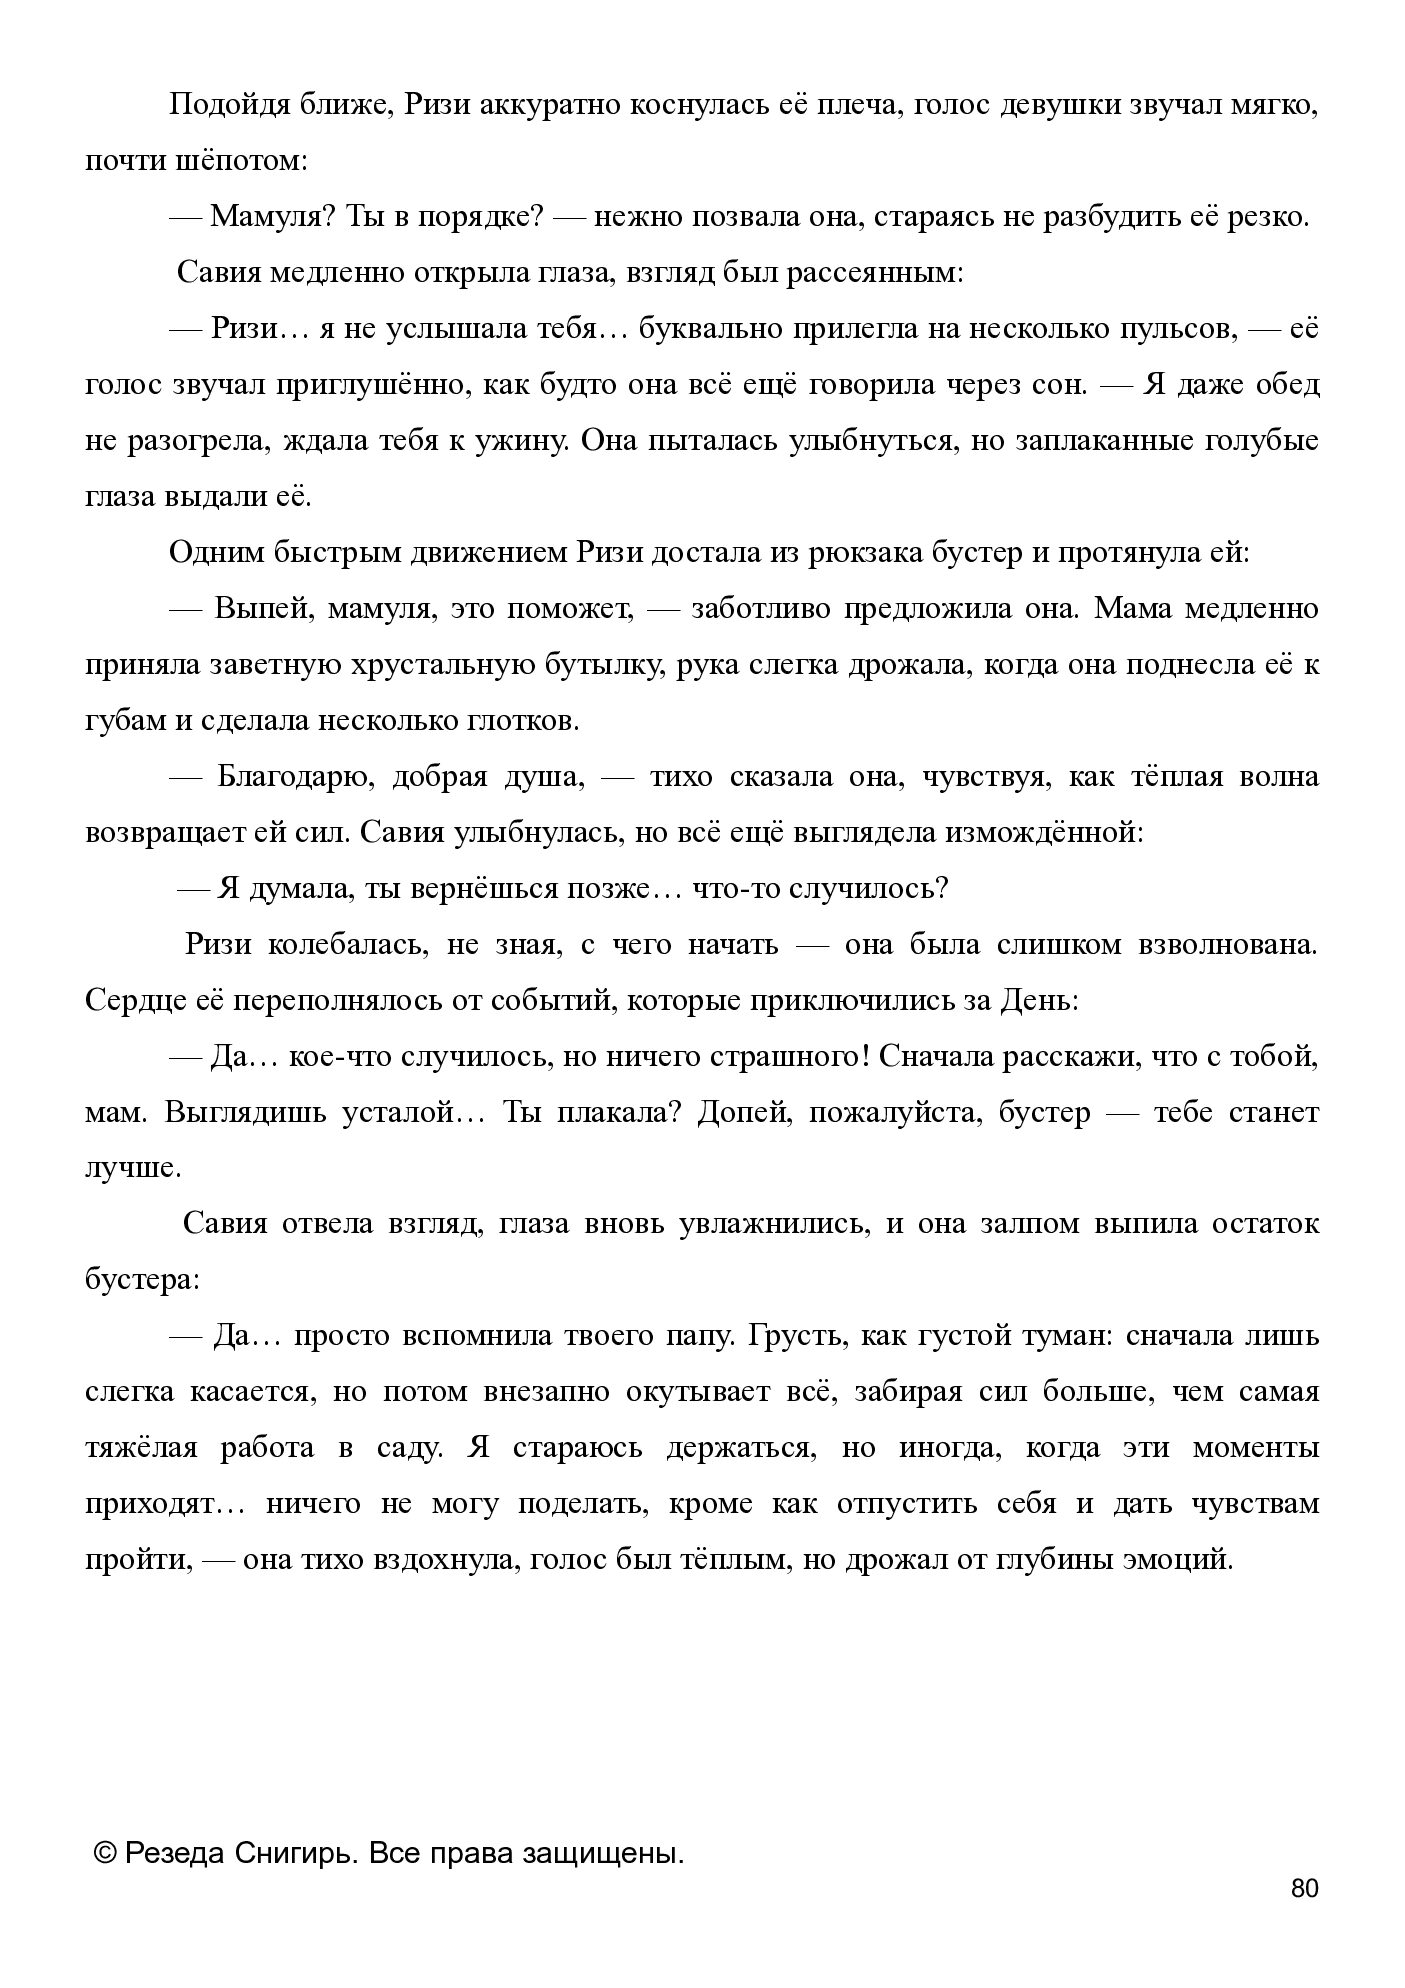 Подойдя ближе, Ризи аккуратно коснулась её плеча, голос девушки звучал мягко,
почти шёпотом:
— Мамуля? Ты в порядке? — нежно позвала она, стараясь не разбудить её резко.
Савия медленно открыла глаза, взгляд был рассеянным:
— Ризи… я не услышала тебя… буквально прилегла на несколько пульсов, — её
голос звучал приглушённо, как будто она всё ещё говорила через сон. — Я даже обед
не разогрела, ждала тебя к ужину. Она пыталась улыбнуться, но заплаканные голубые
глаза выдали её.
Одним быстрым движением Ризи достала из рюкзака бустер и протянула ей:
— Выпей, мамуля, это поможет, — заботливо предложила она. Мама медленно
приняла заветную хрустальную бутылку, рука слегка дрожала, когда она поднесла её к
губам и сделала несколько глотков.
— Благодарю, добрая душа, — тихо сказала она, чувствуя, как тёплая волна
возвращает ей сил. Савия улыбнулась, но всё ещё выглядела измождённой:
— Я думала, ты вернёшься позже… что-то случилось?
Ризи колебалась, не зная, с чего начать — она была слишком взволнована.
Сердце её переполнялось от событий, которые приключились за День:
— Да… кое-что случилось, но ничего страшного! Сначала расскажи, что с тобой,
мам. Выглядишь усталой… Ты плакала? Допей, пожалуйста, бустер — тебе станет
лучше.
Савия отвела взгляд, глаза вновь увлажнились, и она залпом выпила остаток
бустера:
— Да… просто вспомнила твоего папу. Грусть, как густой туман: сначала лишь
слегка касается, но потом внезапно окутывает всё, забирая сил больше, чем самая
тяжёлая работа в саду. Я стараюсь держаться, но иногда, когда эти моменты
приходят… ничего не могу поделать, кроме как отпустить себя и дать чувствам
пройти, — она тихо вздохнула, голос был тёплым, но дрожал от глубины эмоций.
© Резеда Снигирь. Все права защищены.
80